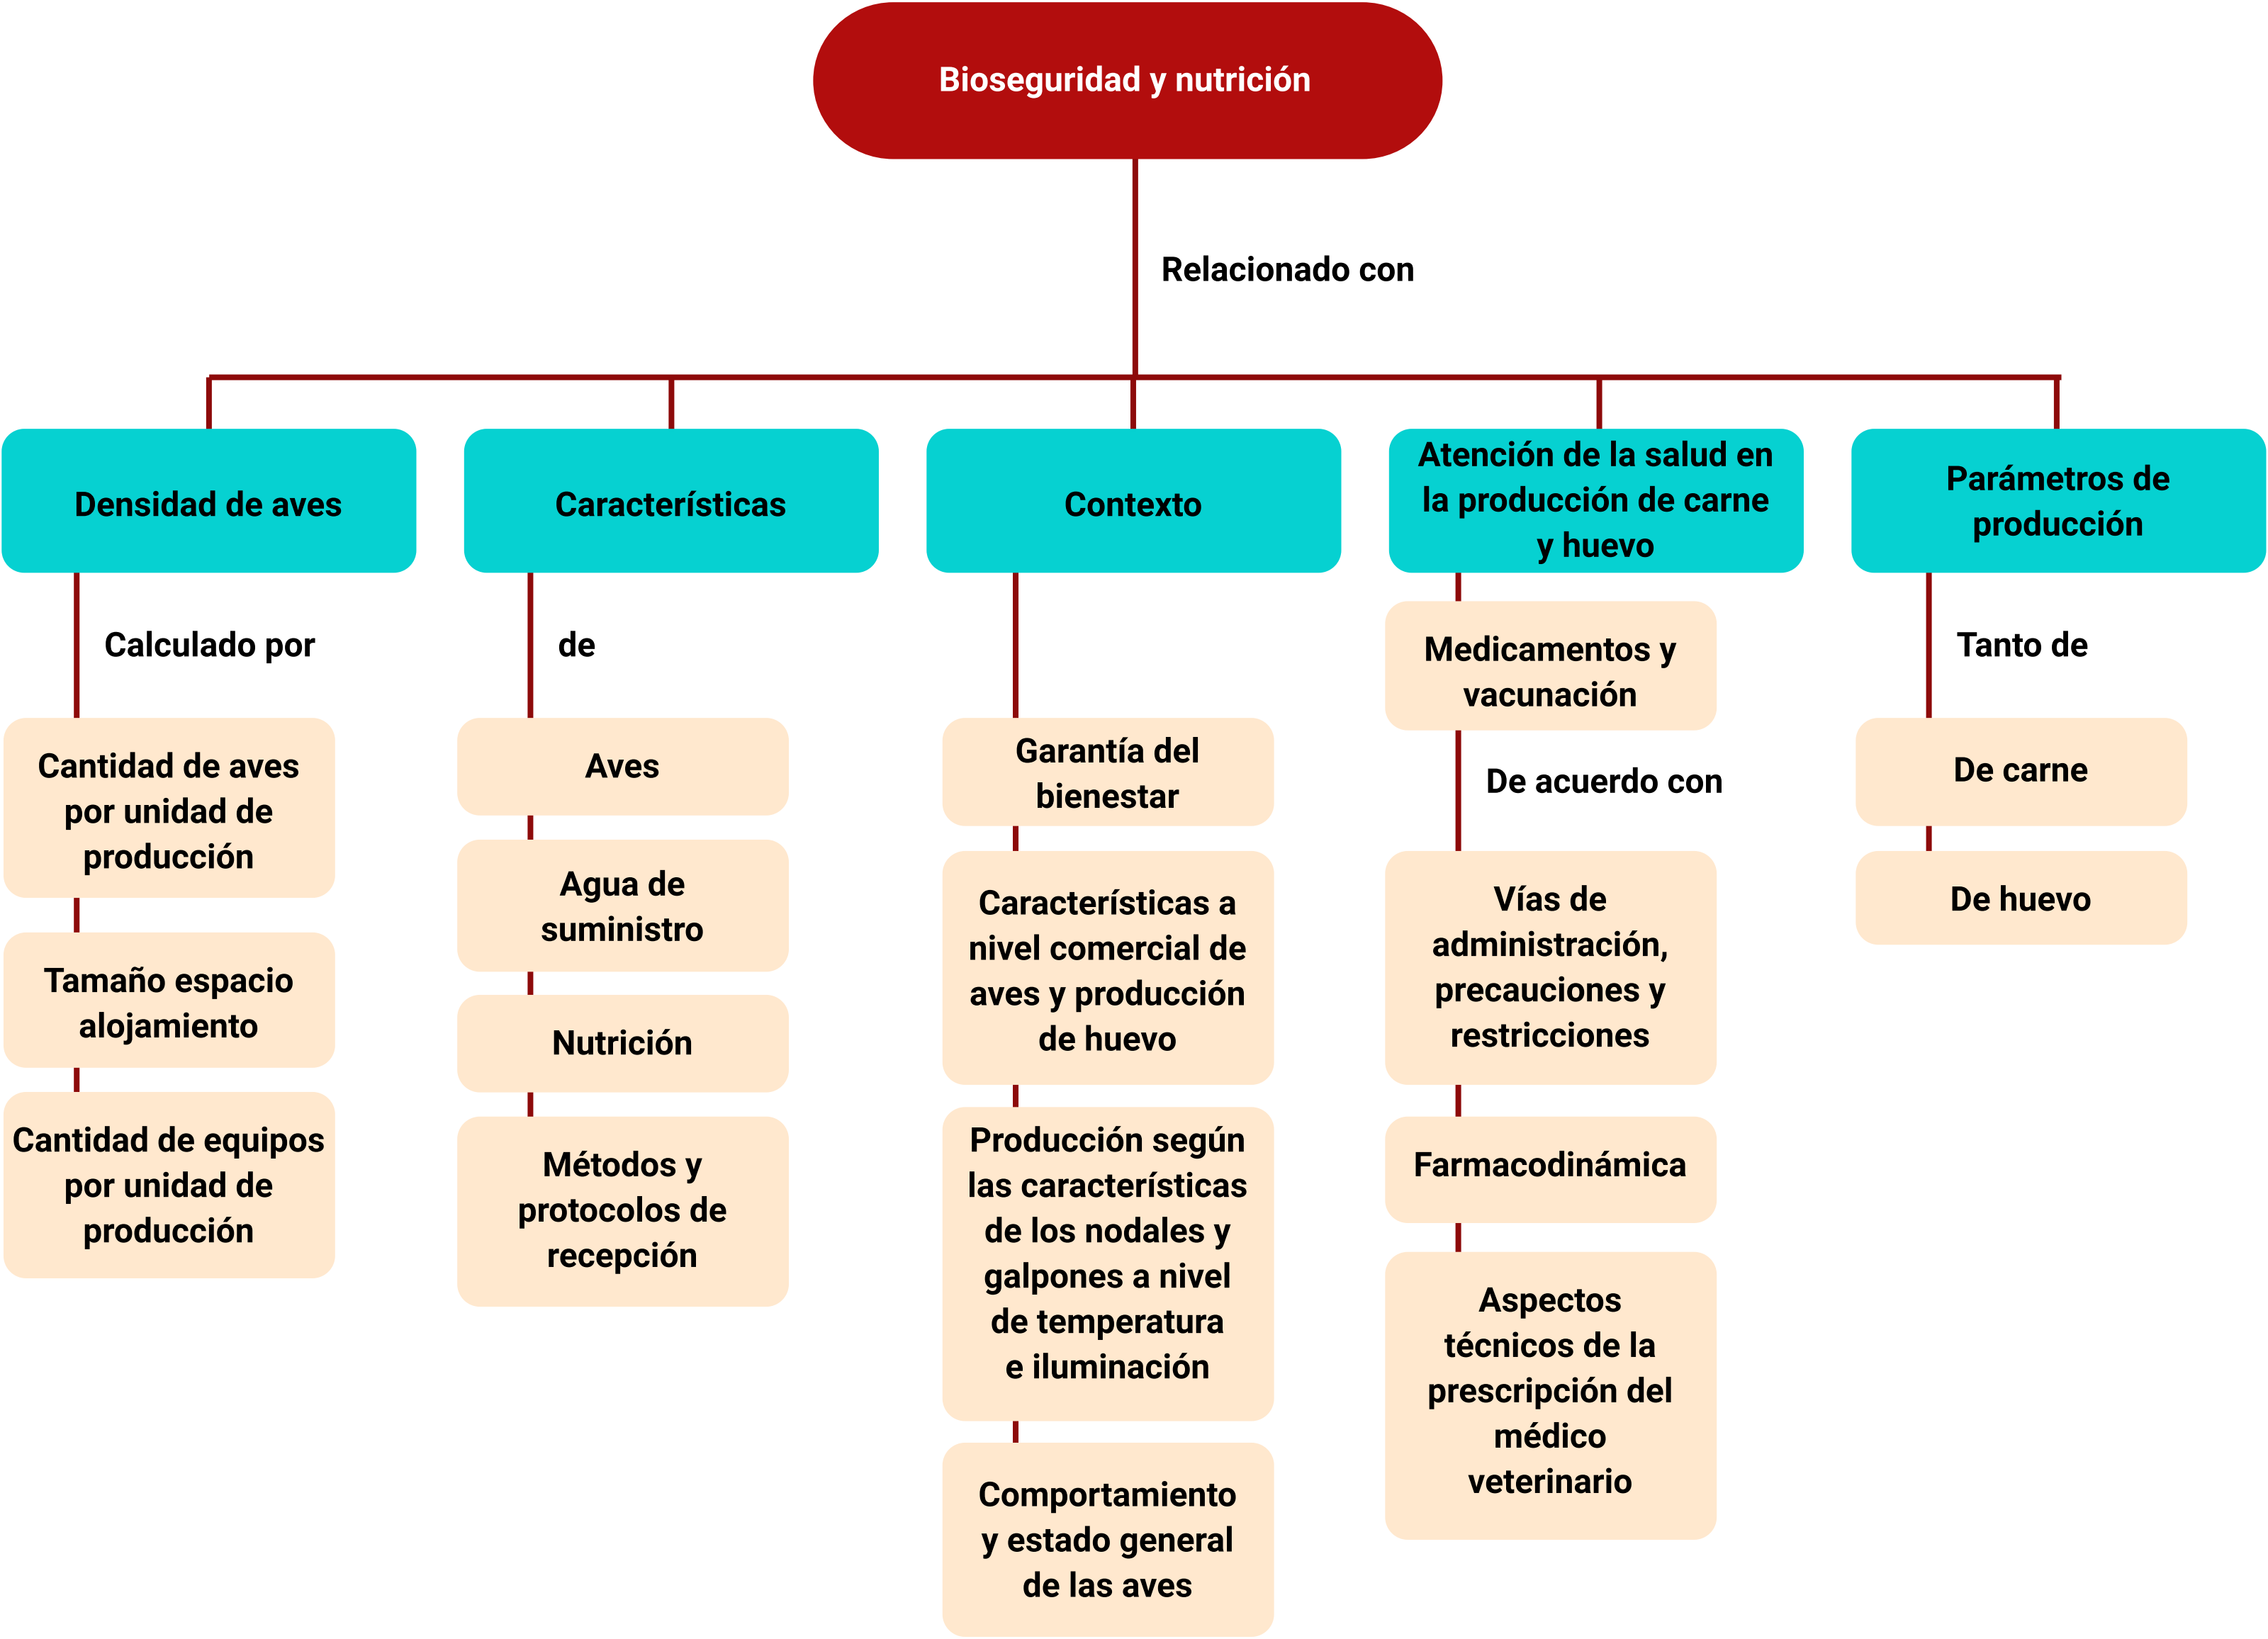 Bioseguridad y nutrición
Relacionado con
Densidad de aves
Calculado por
Cantidad de aves
por unidad de
producción
Tamaño espacio
alojamiento
Cantidad de equipos
por unidad de
producción
Características
de
Aves
Agua de
suministro
Nutrición
Métodos y
protocolos de
recepción
Contexto
Garantía del
bienestar
Características a
nivel comercial de
aves y producción
de huevo
Producción según
las características
de los nodales y
galpones a nivel
de temperatura
e iluminación
Comportamiento
y estado general
de las aves
Atención de la salud en
la producción de carne
y huevo
Medicamentos y
vacunación
De acuerdo con
Vías de
administración,
precauciones y
restricciones
Farmacodinámica
Aspectos
técnicos de la
prescripción del
médico
veterinario
Parámetros de
producción
Tanto de
De carne
De huevo